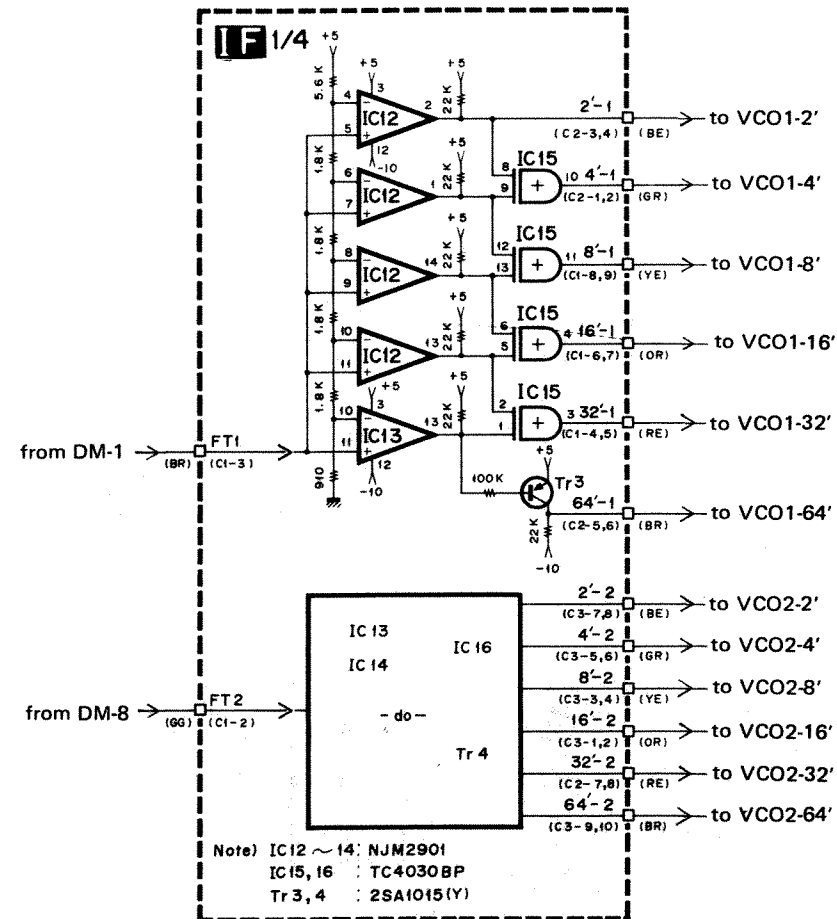 IF 1/4
+5
5.6K
+5
3
4
−
5
+
IC12
2
12
-10
+5
22K
2'-1
(C2-3,4)
(BE)
to VCO1-2'
1.8K
6
−
7
+
IC12
1
+5
22K
IC15
8
9
+
10
4'-1
(C2-1,2)
(GR)
to VCO1-4'
1.8K
8
−
9
+
IC12
14
+5
22K
IC15
12
13
+
11
8'-1
(C1-8,9)
(YE)
to VCO1-8'
1.8K
10
−
11
+
IC12
13
+5
22K
IC15
6
5
+
4
16'-1
(C1-6,7)
(OR)
to VCO1-16'
1.8K
+5
3
10
−
11
+
IC13
13
12
-10
+5
22K
IC15
2
1
+
3
32'-1
(C1-4,5)
(RE)
to VCO1-32'
from DM-1
(BR)
FT1
(C1-3)
910
100K
+5
Tr3
22K
-10
64'-1
(C2-5,6)
(BR)
to VCO1-64'
from DM-8
(GG)
FT2
(C1-2)
IC13
IC14
IC16
- do -
Tr4
2'-2
(C3-7,8)
(BE)
to VCO2-2'
4'-2
(C3-5,6)
(GR)
to VCO2-4'
8'-2
(C3-3,4)
(YE)
to VCO2-8'
16'-2
(C3-1,2)
(OR)
to VCO2-16'
32'-2
(C2-7,8)
(RE)
to VCO2-32'
64'-2
(C3-9,10)
(BR)
to VCO2-64'
Note) IC12 ~ 14: NJM2901
IC15, 16 : TC4030BP
Tr3, 4 : 2SA1015(Y)